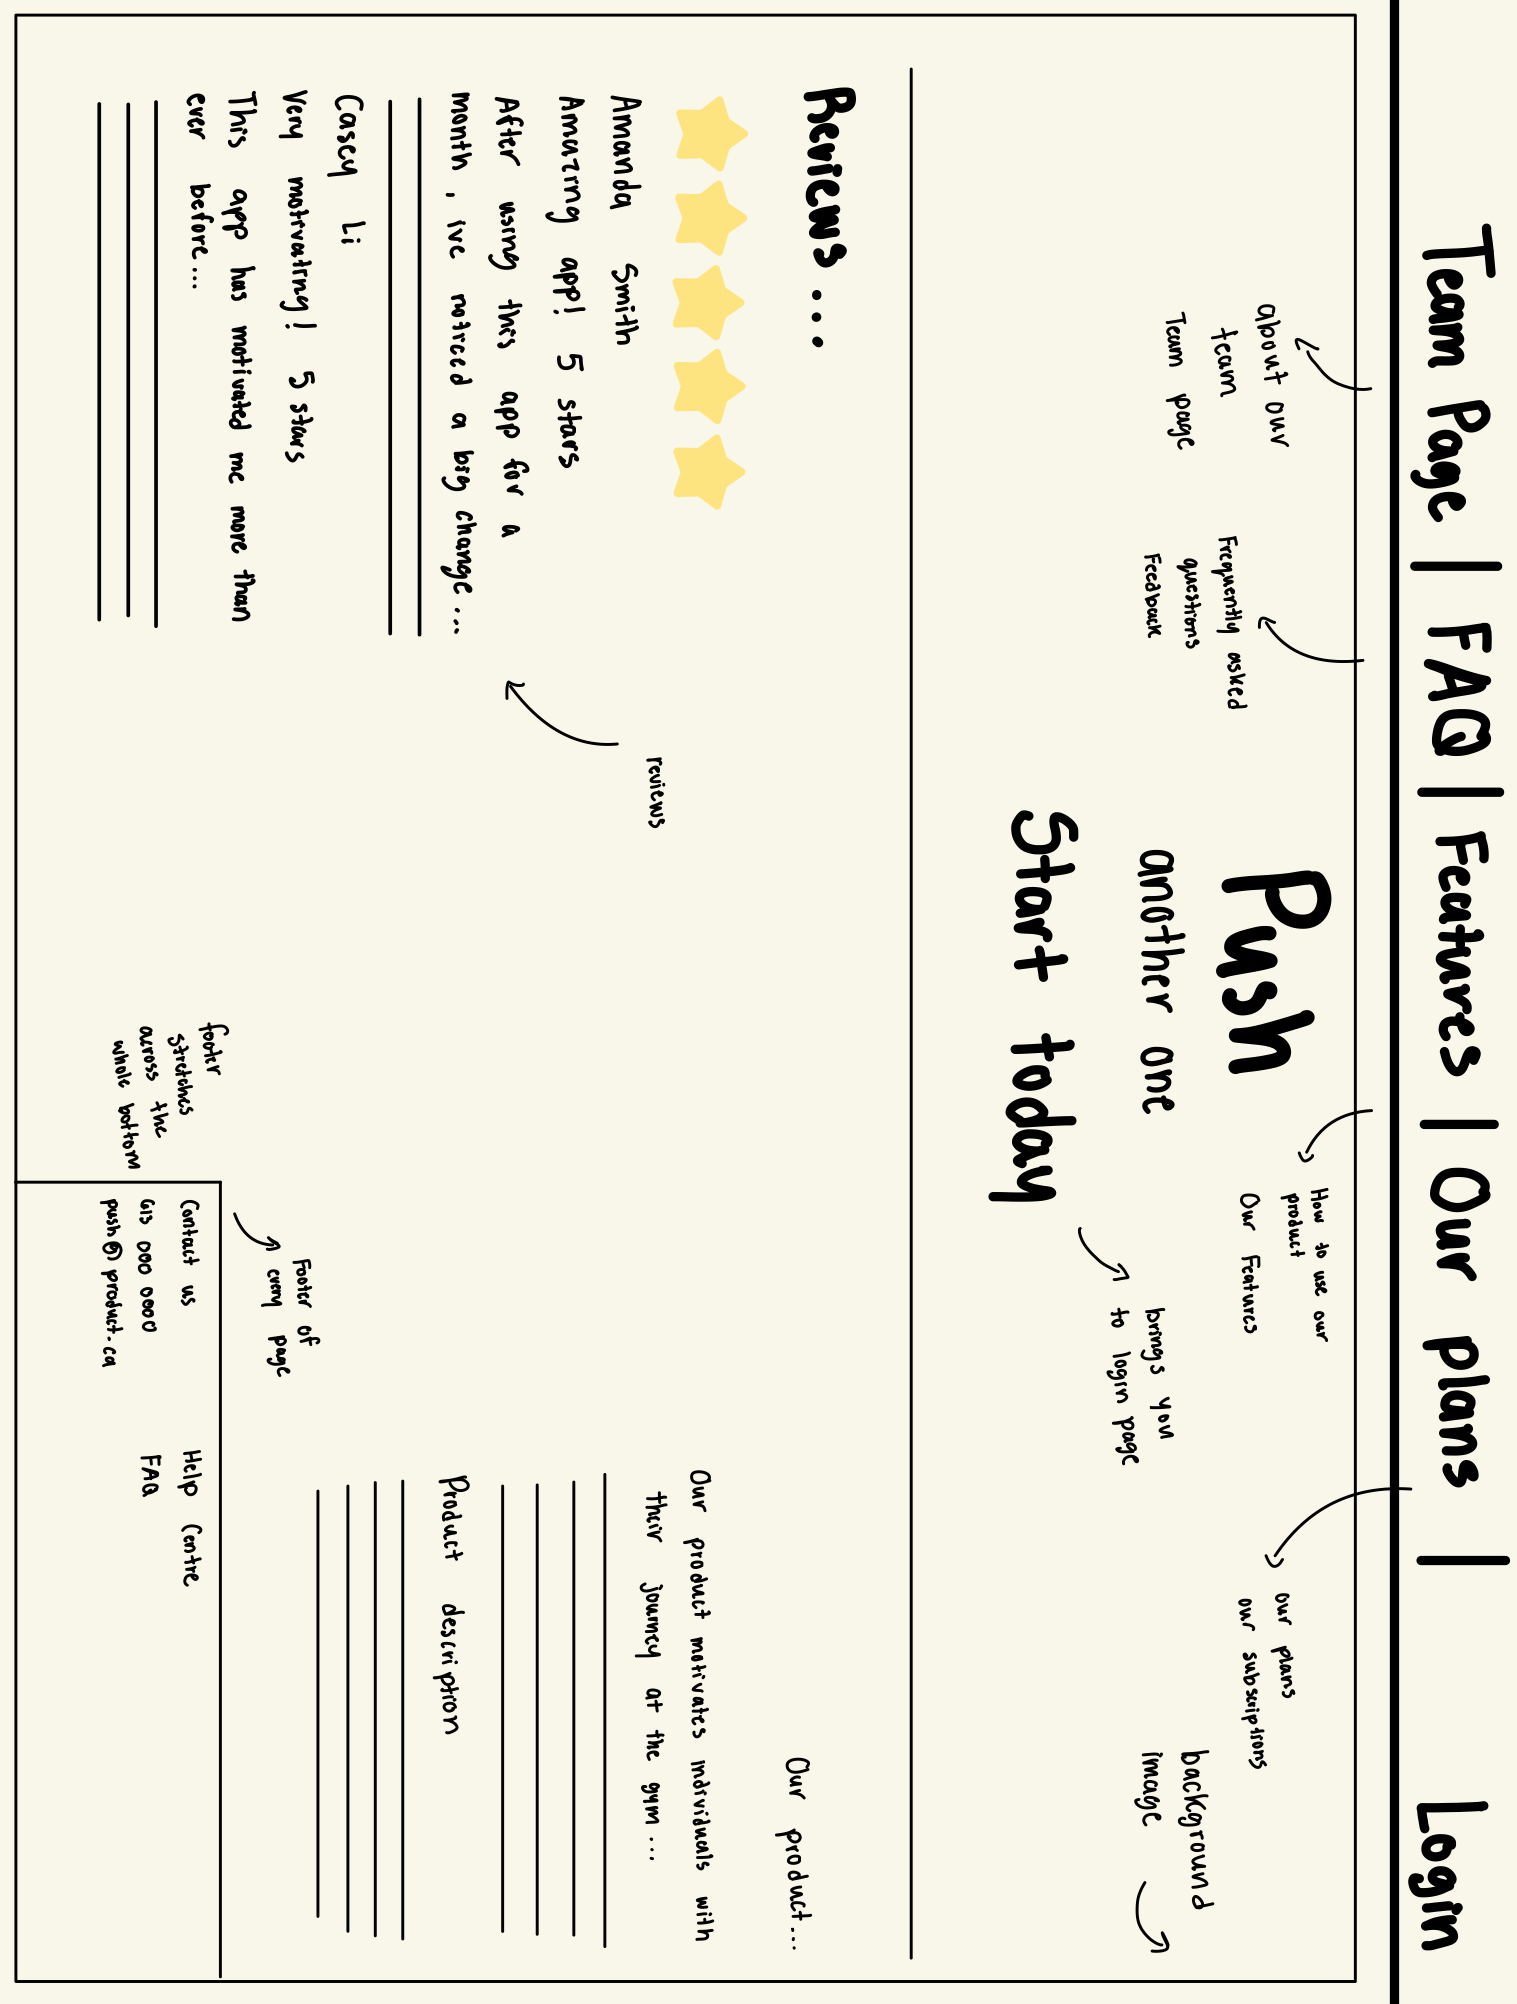 Team Page | FAQ | Features | Our plans | Login
about our
team
Team page
Frequently asked
questions
Feedback
Push
another one
Start today
How to use our
product
Our Features
brings you
to login page
our plans
our subscriptions
background
image
Reviews...
Amanda Smith
Amazing app! 5 stars
After using this app for a
month, ive noticed a big change...
Casey Li
Very motivating! 5 stars
This app has motivated me more than
ever before...
reviews
Our product...
Our product motivates individuals with
their journey at the gym...
Product description
footer
stretches
across the
whole bottom
Footer of
every page
Contact us
613 000 0000
push@product.ca
Help Centre
FAQ